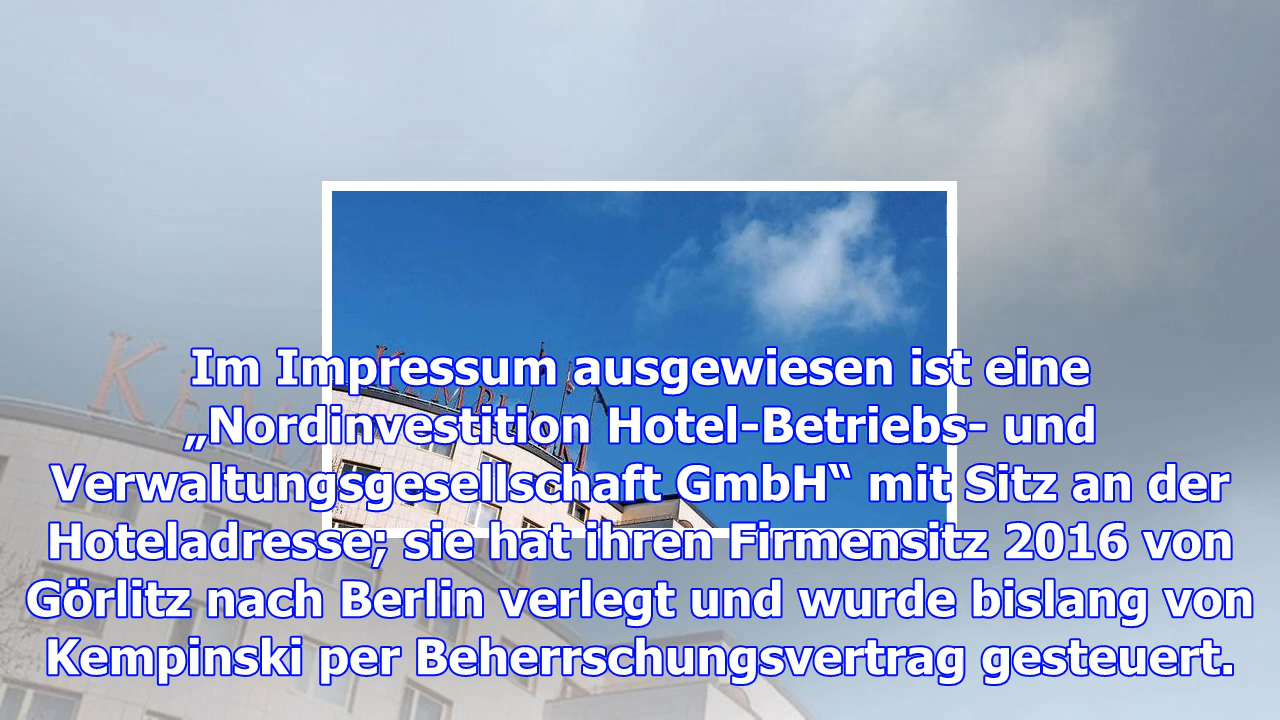 Im Impressum ausgewiesen ist eine
„Nordinvestition Hotel-Betriebs- und
Verwaltungsgesellschaft GmbH“ mit Sitz an der
Hoteladresse; sie hat ihren Firmensitz 2016 von
Görlitz nach Berlin verlegt und wurde bislang von
Kempinski per Beherrschungsvertrag gesteuert.